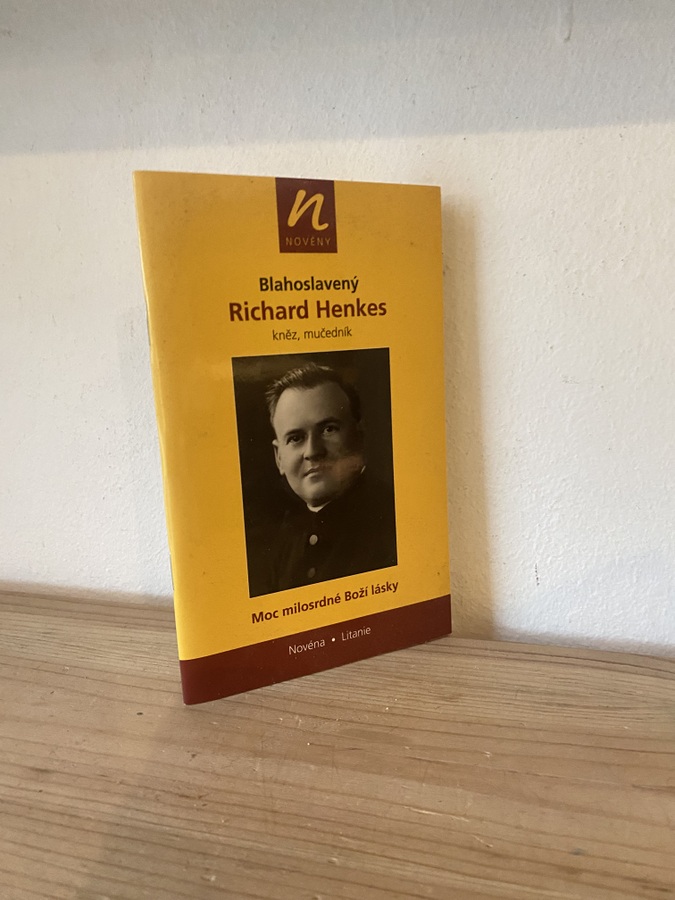 n
NOVÉNY
Blahoslavený
Richard Henkes
kněz, mučedník
Moc milosrdné Boží lásky
Novéna • Litanie